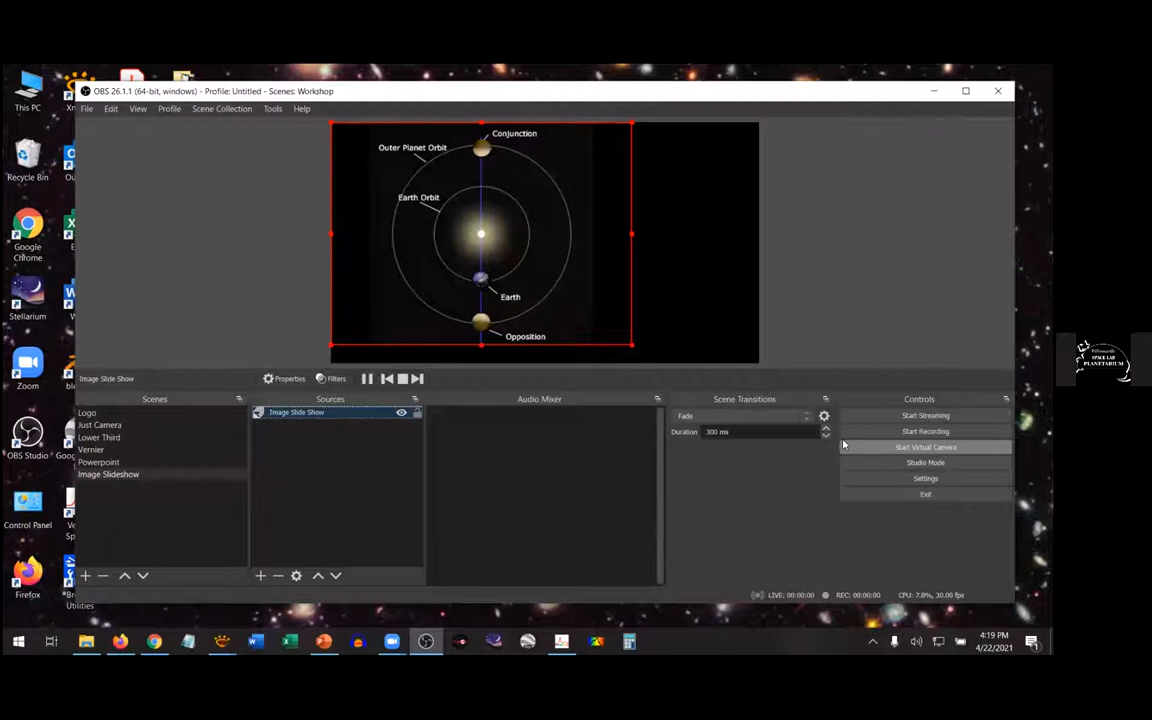 OBS 26.1.1 (64-bit, windows) - Profile: Untitled - Scenes: Workshop
File Edit View Profile Scene Collection Tools Help
This PC
Recycle Bin
Google Chrome
Stellarium
Zoom
OBS Studio
Control Panel
Firefox
Utilities
Conjunction
Outer Planet Orbit
Earth Orbit
Earth
Opposition
SPACE LAB
PLANETARIUM
Image Slide Show Properties Filters
Scenes Sources Audio Mixer Scene Transitions Controls
Logo
Just Camera
Lower Third
Vernier
Powerpoint
Image Slideshow
Image Slide Show
Fade
Duration 300 ms
Start Streaming
Start Recording
Start Virtual Camera
Studio Mode
Settings
Exit
LIVE: 00:00:00 REC: 00:00:00 CPU: 7.8%, 30.00 fps
4:19 PM
4/22/2021